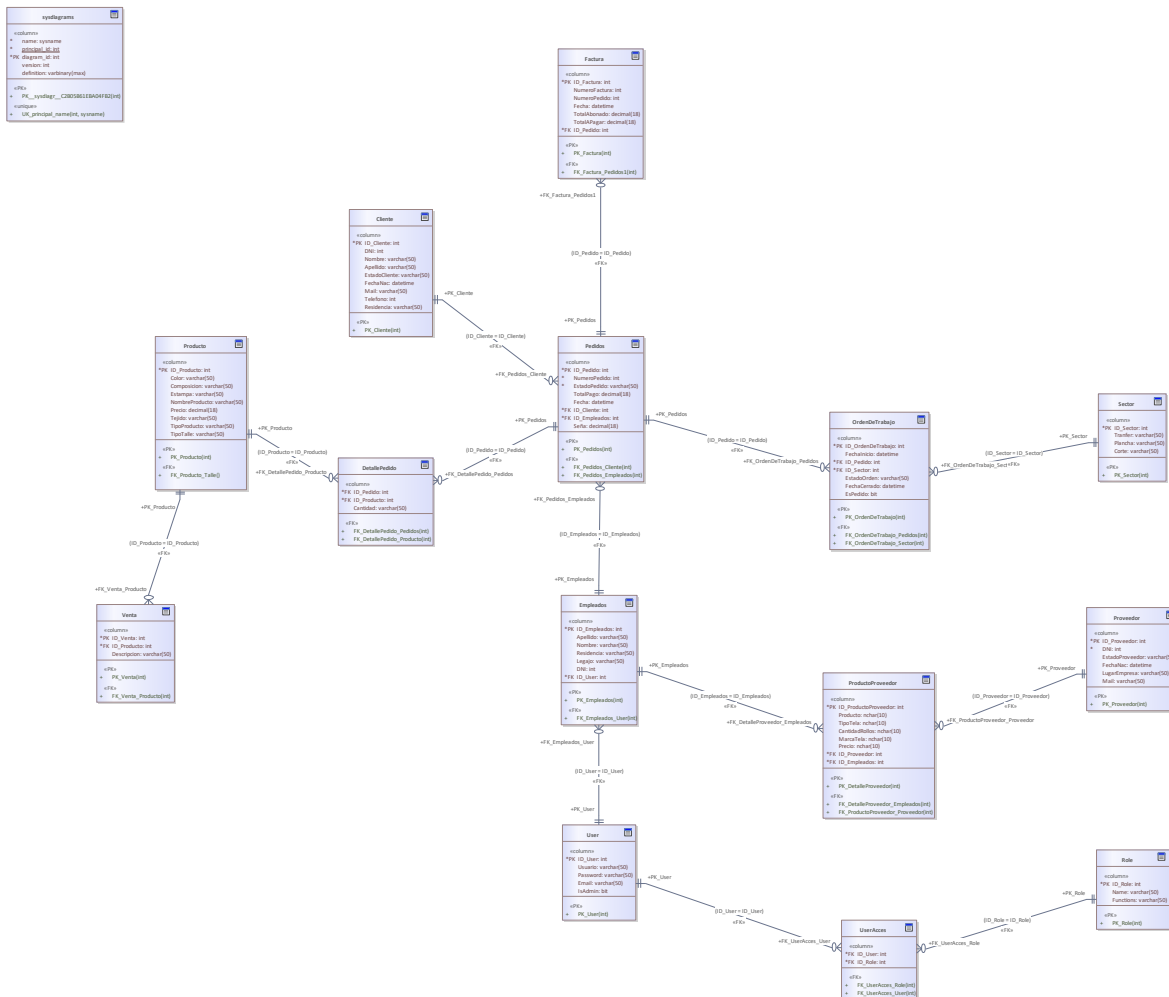 sysdiagrams
«column»
* name: sysname
* principal_id: int
*PK diagram_id: int
version: int
definition: varbinary(max)
«PK»
«unique»
+ UK_principal_name(int, sysname)
Factura
«column»
*PK ID_Factura: int
NumeroFactura: int
NumeroPedido: int
Fecha: datetime
TotalAbonado: decimal(18)
TotalAPagar: decimal(18)
*FK ID_Pedido: int
«PK»
+ PK_Factura(int)
«FK»
+ FK_Factura_Pedidos1(int)
+FK_Factura_Pedidos1
(ID_Pedido = ID_Pedido)
«FK»
+PK_Pedidos
Cliente
«column»
*PK ID_Cliente: int
DNI: int
Nombre: varchar(50)
Apellido: varchar(50)
EstadoCliente: varchar(50)
FechaNac: datetime
Mail: varchar(50)
Telefono: int
Residencia: varchar(50)
«PK»
+ PK_Cliente(int)
+PK_Cliente
(ID_Cliente = ID_Cliente)
«FK»
+FK_Pedidos_Cliente
Producto
«column»
*PK ID_Producto: int
Color: varchar(50)
Composicion: varchar(50)
Estampa: varchar(50)
NombreProducto: varchar(50)
Precio: decimal(18)
Tejido: varchar(50)
TipoProducto: varchar(50)
TipoTalle: varchar(50)
«PK»
+ PK_Producto(int)
«FK»
+ FK_Producto_Talle()
+PK_Producto
(ID_Producto = ID_Producto)
«FK»
+FK_DetallePedido_Producto
DetallePedido
«column»
*FK ID_Pedido: int
*FK ID_Producto: int
Cantidad: varchar(50)
«FK»
+ FK_DetallePedido_Pedidos(int)
+ FK_DetallePedido_Producto(int)
+PK_Pedidos
(ID_Pedido = ID_Pedido)
«FK»
+FK_DetallePedido_Pedidos
Pedidos
«column»
*PK ID_Pedido: int
* NumeroPedido: int
* EstadoPedido: varchar(50)
TotalPago: decimal(18)
Fecha: datetime
*FK ID_Cliente: int
*FK ID_Empleados: int
Seña: decimal(18)
«PK»
+ PK_Pedidos(int)
«FK»
+ FK_Pedidos_Cliente(int)
+ FK_Pedidos_Empleados(int)
+PK_Pedidos
(ID_Pedido = ID_Pedido)
«FK»
+FK_OrdenDeTrabajo_Pedidos
OrdenDeTrabajo
«column»
*PK ID_OrdenDeTrabajo: int
FechaInicio: datetime
*FK ID_Pedido: int
*FK ID_Sector: int
EstadoOrden: varchar(50)
FechaCerrado: datetime
EsPedido: bit
«PK»
+ PK_OrdenDeTrabajo(int)
«FK»
+ FK_OrdenDeTrabajo_Pedidos(int)
+ FK_OrdenDeTrabajo_Sector(int)
+PK_Sector
(ID_Sector = ID_Sector)
«FK»
Sector
«column»
*PK ID_Sector: int
Tranfer: varchar(50)
Plancha: varchar(50)
Corte: varchar(50)
«PK»
+ PK_Sector(int)
+PK_Producto
(ID_Producto = ID_Producto)
«FK»
+FK_Venta_Producto
Venta
«column»
*PK ID_Venta: int
*FK ID_Producto: int
Descripcion: varchar(50)
«PK»
+ PK_Venta(int)
«FK»
+ FK_Venta_Producto(int)
+FK_Pedidos_Empleados
(ID_Empleados = ID_Empleados)
«FK»
+PK_Empleados
Empleados
«column»
*PK ID_Empleados: int
Apellido: varchar(50)
Nombre: varchar(50)
Residencia: varchar(50)
Legajo: varchar(50)
DNI: int
*FK ID_User: int
«PK»
+ PK_Empleados(int)
«FK»
+ FK_Empleados_User(int)
+PK_Empleados
(ID_Empleados = ID_Empleados)
«FK»
+FK_DetalleProveedor_Empleados
ProductoProveedor
«column»
*PK ID_ProductoProveedor: int
Producto: nchar(10)
TipoTela: nchar(10)
CantidadRollos: nchar(10)
MarcaTela: nchar(10)
Precio: nchar(10)
*FK ID_Proveedor: int
*FK ID_Empleados: int
«PK»
+ PK_DetalleProveedor(int)
«FK»
+ FK_DetalleProveedor_Empleados(int)
+ FK_ProductoProveedor_Proveedor(int)
+PK_Proveedor
(ID_Proveedor = ID_Proveedor)
«FK»
+FK_ProductoProveedor_Proveedor
Proveedor
«column»
*PK ID_Proveedor: int
* DNI: int
EstadoProveedor: varchar(5
FechaNac: datetime
LugarEmpresa: varchar(50)
Mail: varchar(50)
«PK»
+ PK_Proveedor(int)
+FK_Empleados_User
(ID_User = ID_User)
«FK»
+PK_User
User
«column»
*PK ID_User: int
Usuario: varchar(50)
Password: varchar(50)
Email: varchar(50)
IsAdmin: bit
«PK»
+ PK_User(int)
+PK_User
(ID_User = ID_User)
«FK»
+FK_UserAcces_User
UserAcces
«column»
*FK ID_User: int
*FK ID_Role: int
«FK»
+ FK_UserAcces_Role(int)
+ FK_UserAcces_User(int)
+PK_Role
(ID_Role = ID_Role)
«FK»
+FK_UserAcces_Role
Role
«column»
*PK ID_Role: int
Name: varchar(50)
Functions: varchar(50)
«PK»
+ PK_Role(int)